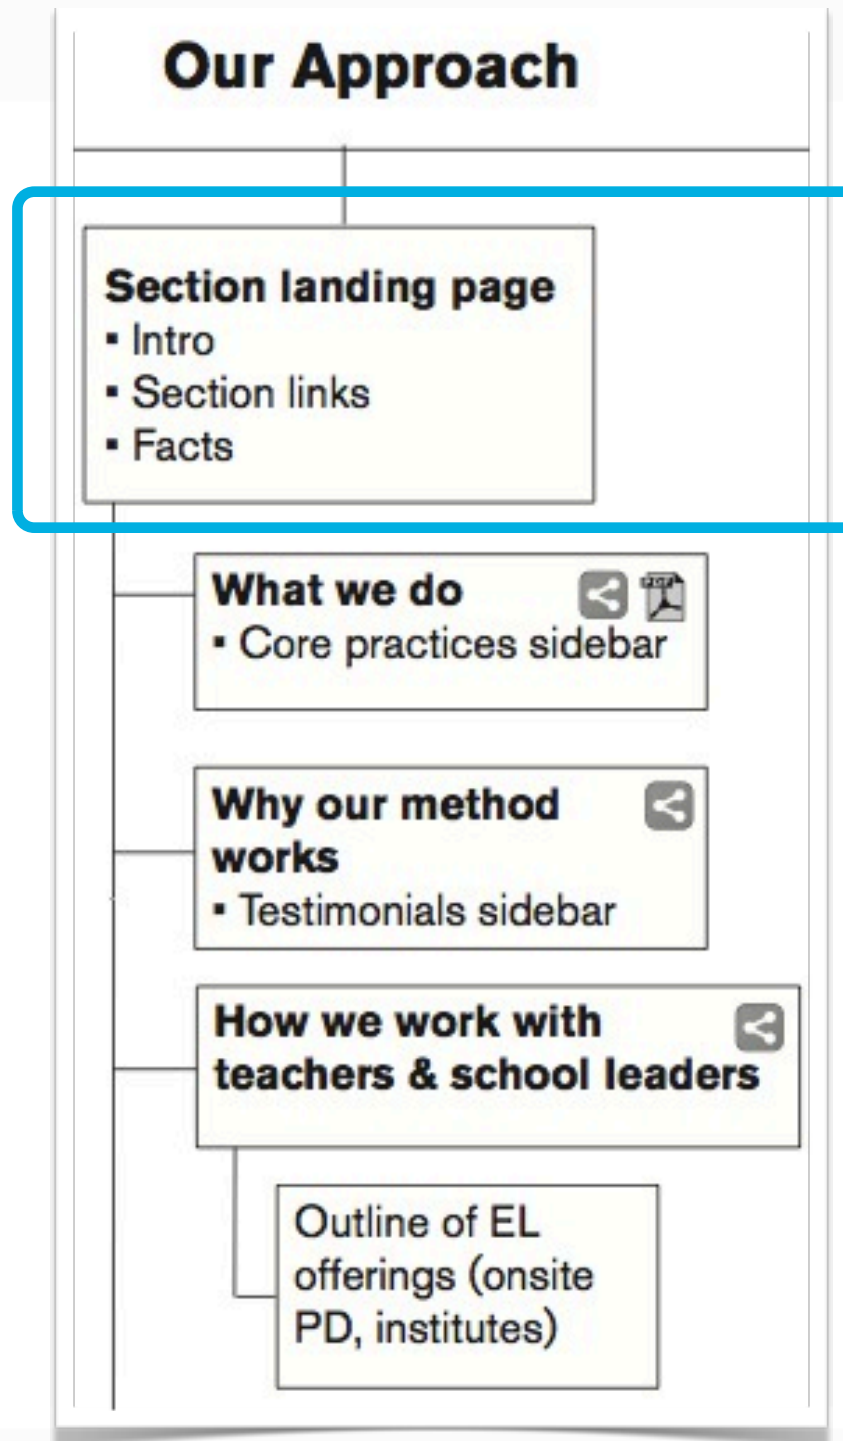 Our Approach
Section landing page
▪ Intro
▪ Section links
▪ Facts
What we do
▪ Core practices sidebar
Why our method
works
▪ Testimonials sidebar
How we work with
teachers & school leaders
Outline of EL
offerings (onsite
PD, institutes)